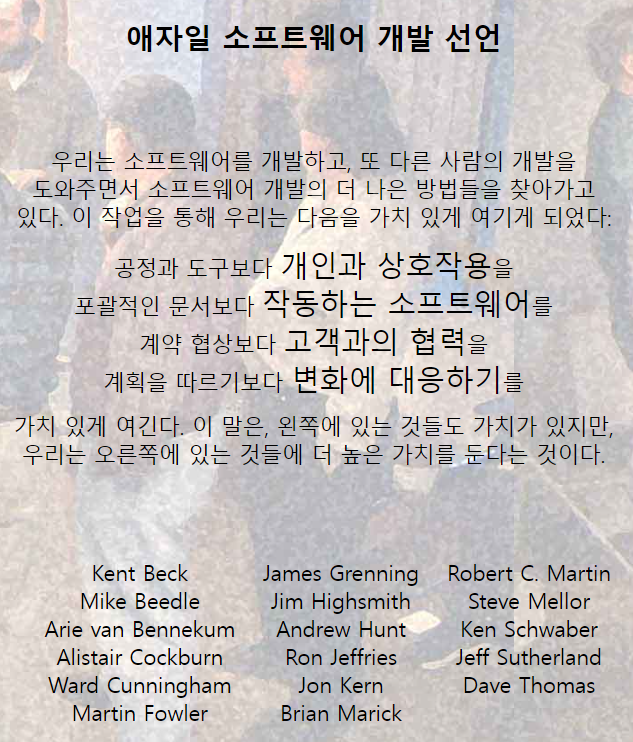 애자일 소프트웨어 개발 선언
우리는 소프트웨어를 개발하고, 또 다른 사람의 개발을
도와주면서 소프트웨어 개발의 더 나은 방법들을 찾아가고
있다. 이 작업을 통해 우리는 다음을 가치 있게 여기게 되었다:
공정과 도구보다 개인과 상호작용을
포괄적인 문서보다 작동하는 소프트웨어를
계약 협상보다 고객과의 협력을
계획을 따르기보다 변화에 대응하기를
가치 있게 여긴다. 이 말은, 왼쪽에 있는 것들도 가치가 있지만,
우리는 오른쪽에 있는 것들에 더 높은 가치를 둔다는 것이다.
Kent Beck
Mike Beedle
Arie van Bennekum
Alistair Cockburn
Ward Cunningham
Martin Fowler
James Grenning
Jim Highsmith
Andrew Hunt
Ron Jeffries
Jon Kern
Brian Marick
Robert C. Martin
Steve Mellor
Ken Schwaber
Jeff Sutherland
Dave Thomas